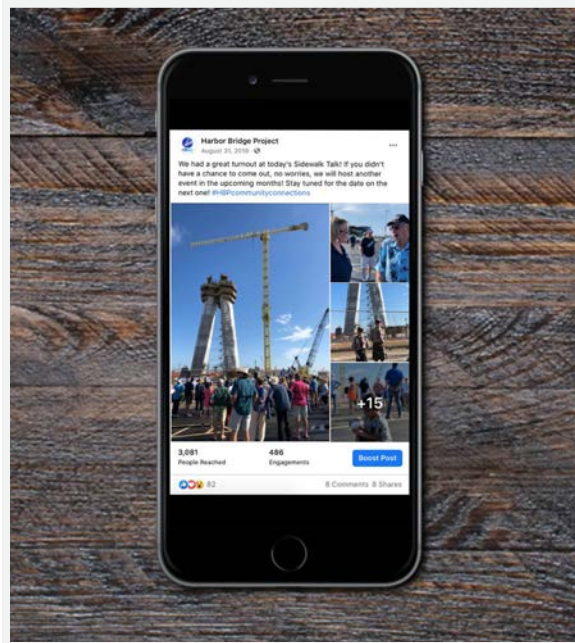 Harbor Bridge Project
August 31, 2019
We had a great turnout at today's Sidewalk Talk! If you didn't
have a chance to come out, no worries, we will host another
event in the upcoming months! Stay tuned for the date on the
next one! #HBPcommunityconnections
+15
3,081
People Reached
486
Engagements
Boost Post
82
8 Comments 8 Shares